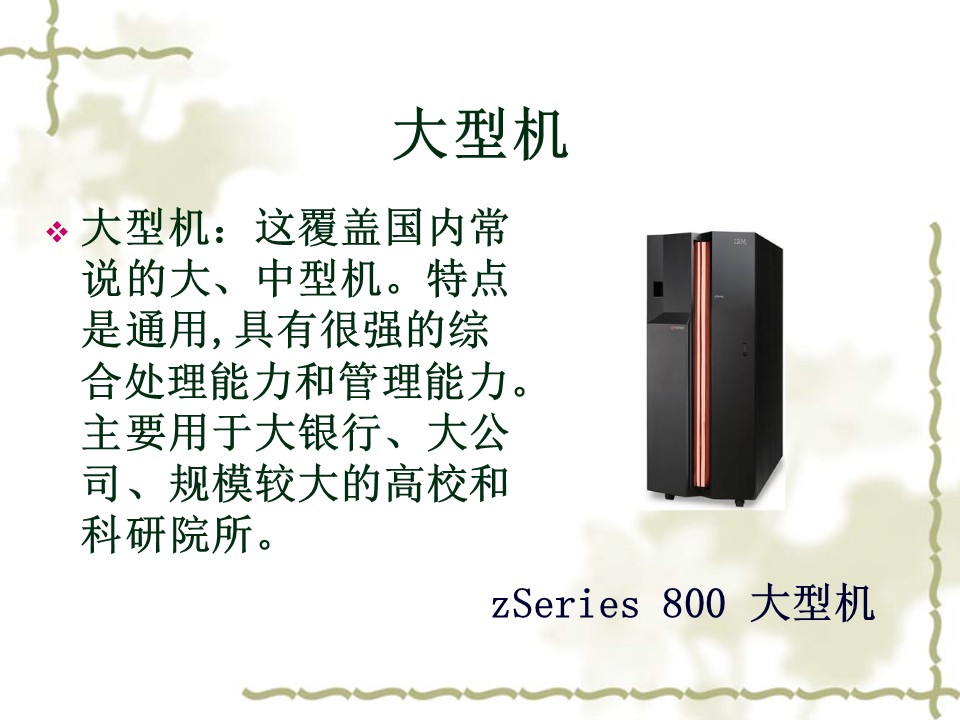 大型机
大型机：这覆盖国内常
说的大、中型机。特点
是通用,具有很强的综
合处理能力和管理能力。
主要用于大银行、大公
司、规模较大的高校和
科研院所。
IBM
zSeries 800 大型机